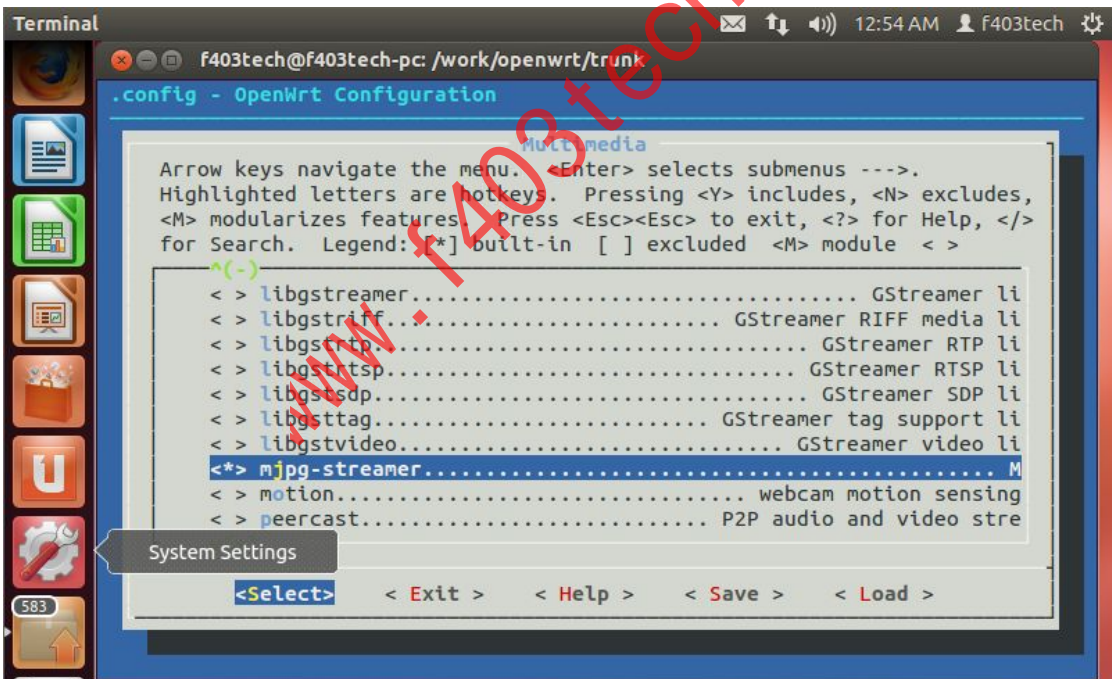 Terminal 12:54 AM f403tech
f403tech@f403tech-pc: /work/openwrt/trunk
.config - OpenWrt Configuration
Multimedia
Arrow keys navigate the menu. <Enter> selects submenus --->.
Highlighted letters are hotkeys. Pressing <Y> includes, <N> excludes,
<M> modularizes features. Press <Esc><Esc> to exit, <?> for Help, </>
for Search. Legend: [*] built-in [ ] excluded <M> module < >
^(-)
< > libgstreamer................................... GStreamer li
< > libgstriff.......................... GStreamer RIFF media li
< > libgstrtp.................................. GStreamer RTP li
< > libgstrtsp................................ GStreamer RTSP li
< > libgstsdp.................................. GStreamer SDP li
< > libgsttag.......................... GStreamer tag support li
< > libgstvideo.............................. GStreamer video li
<*> mjpg-streamer............................................. M
< > motion................................ webcam motion sensing
< > peercast............................ P2P audio and video stre
System Settings
<Select> < Exit > < Help > < Save > < Load >
583
www.f403tech